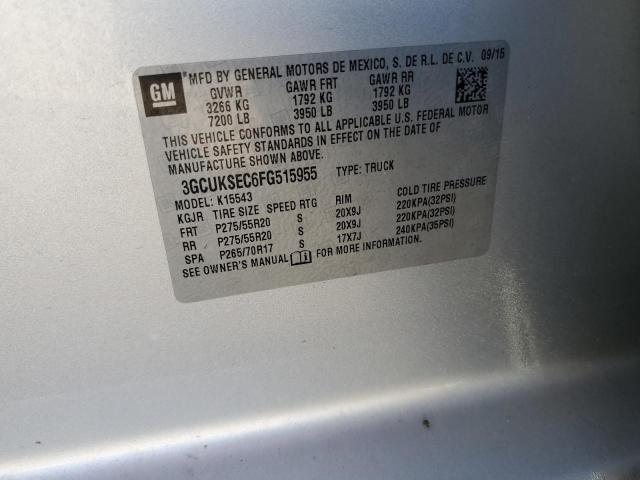 GM
MFD BY GENERAL MOTORS DE MEXICO, S. DE R.L. DE C.V. 09/15
GVWR GAWR FRT GAWR RR
3266 KG 1792 KG 1792 KG
7200 LB 3950 LB 3950 LB
THIS VEHICLE CONFORMS TO ALL APPLICABLE U.S. FEDERAL MOTOR
VEHICLE SAFETY STANDARDS IN EFFECT ON THE DATE OF
MANUFACTURE SHOWN ABOVE.
3GCUKSEC6FG515955 TYPE: TRUCK
MODEL: K15543
KGJR TIRE SIZE SPEED RTG RIM COLD TIRE PRESSURE
FRT P275/55R20 S 20X9J 220KPA(32PSI)
RR P275/55R20 S 20X9J 220KPA(32PSI)
SPA P265/70R17 S 17X7J 240KPA(35PSI)
SEE OWNER'S MANUAL FOR MORE INFORMATION.